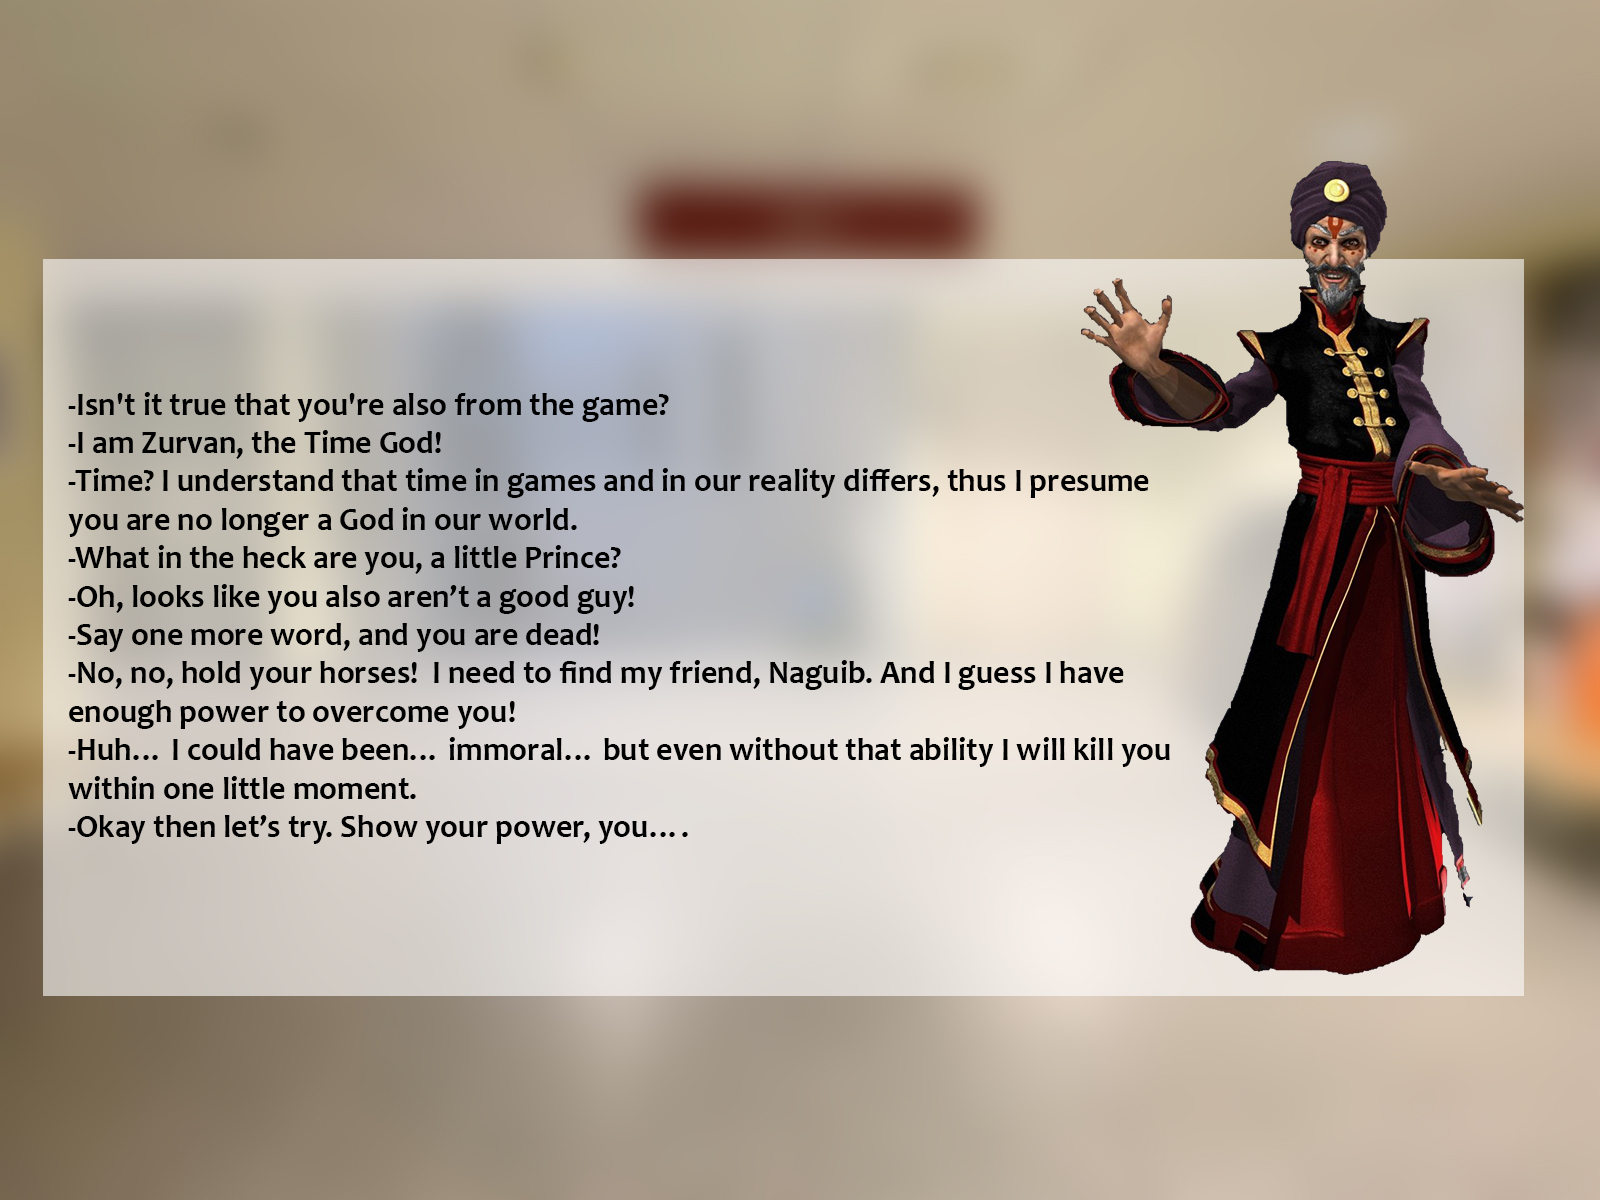 -Isn't it true that you're also from the game?
-I am Zurvan, the Time God!
-Time? I understand that time in games and in our reality differs, thus I presume
you are no longer a God in our world.
-What in the heck are you, a little Prince?
-Oh, looks like you also aren’t a good guy!
-Say one more word, and you are dead!
-No, no, hold your horses!  I need to find my friend, Naguib. And I guess I have
enough power to overcome you!
-Huh…  I could have been…  immoral…  but even without that ability I will kill you
within one little moment.
-Okay then let’s try. Show your power, you….